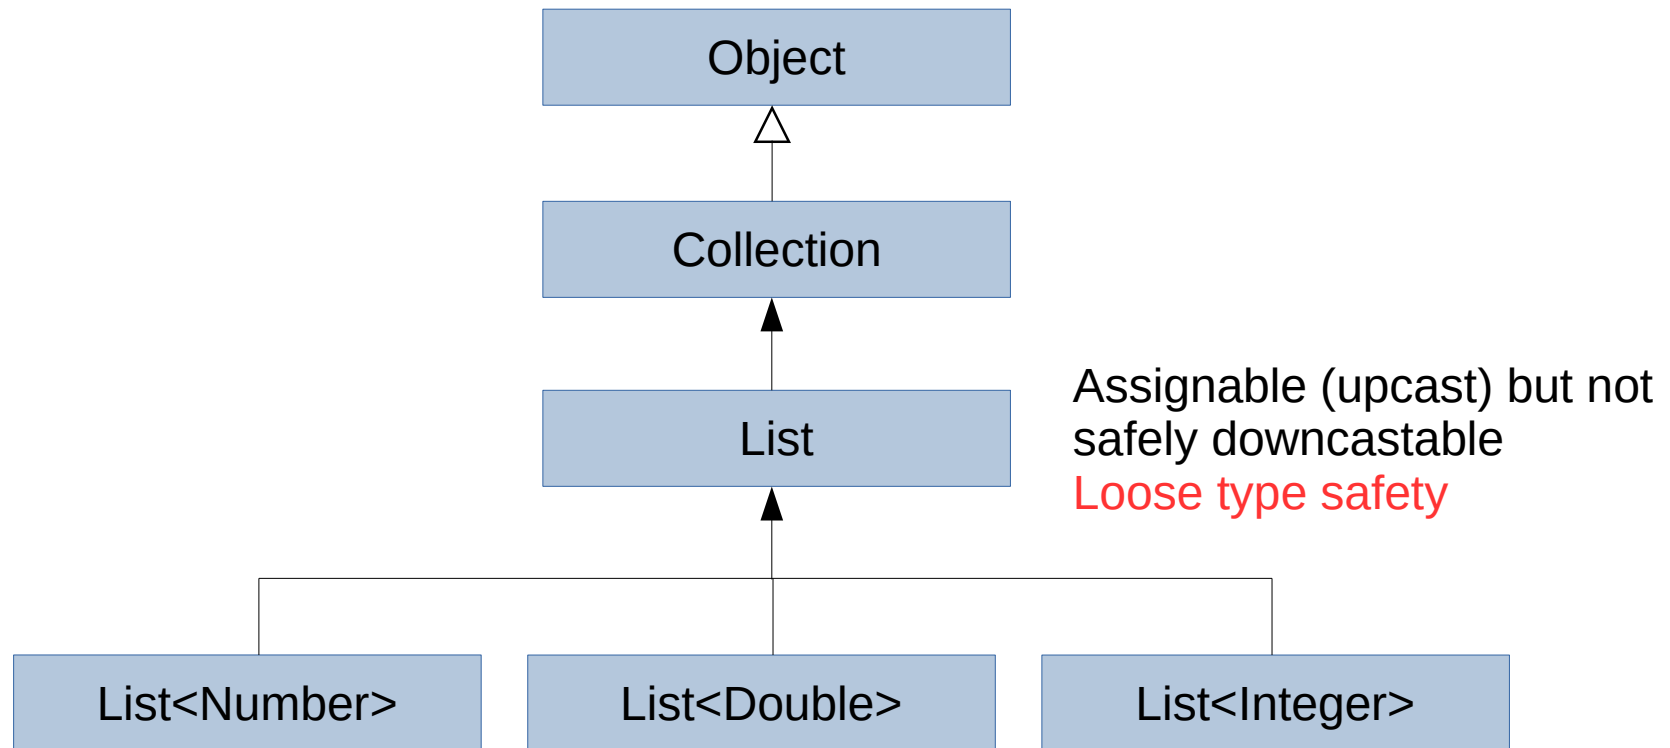 Object
Collection
List
Assignable (upcast) but not
safely downcastable
Loose type safety
List<Number>
List<Double>
List<Integer>